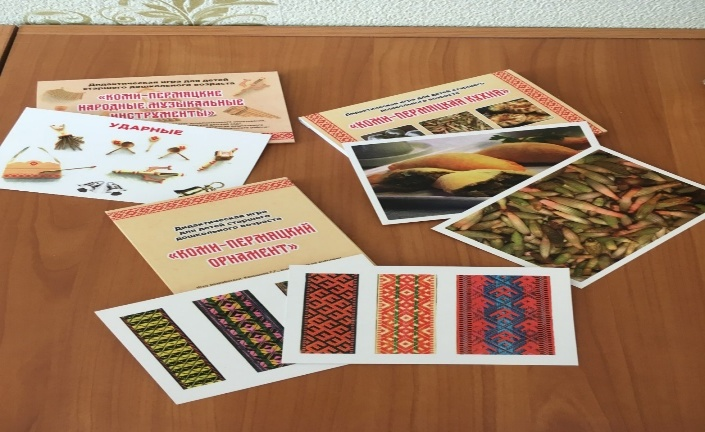 Дидактическая игра для детей
старшего дошкольного возраста
«КОМИ-ПЕРМЯЦКИЕ
НАРОДНЫЕ МУЗЫКАЛЬНЫЕ
ИНСТРУМЕНТЫ»
УДАРНЫЕ
Дидактическая игра для детей старшего
дошкольного возраста
«КОМИ-ПЕРМЯЦКАЯ КУХНЯ»
Дидактическая игра
для детей старшего
дошкольного возраста
«КОМИ-ПЕРМЯЦКИЙ
ОРНАМЕНТ»